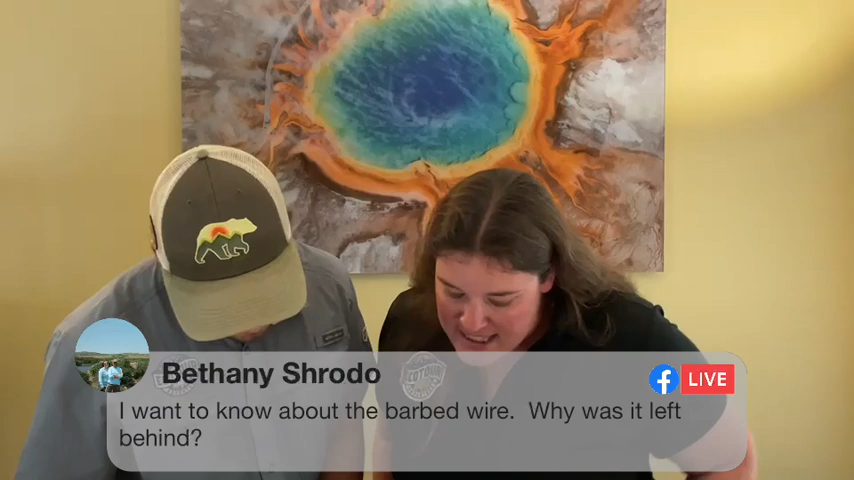 Bethany Shrodo
LIVE
I want to know about the barbed wire.  Why was it left
behind?